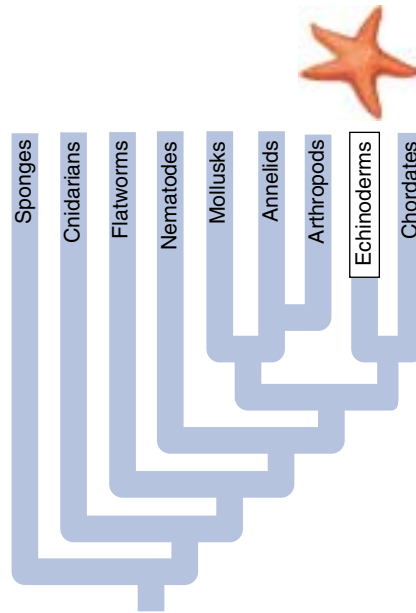 Sponges
Cnidarians
Flatworms
Nematodes
Mollusks
Annelids
Arthropods
Echinoderms
Chordates